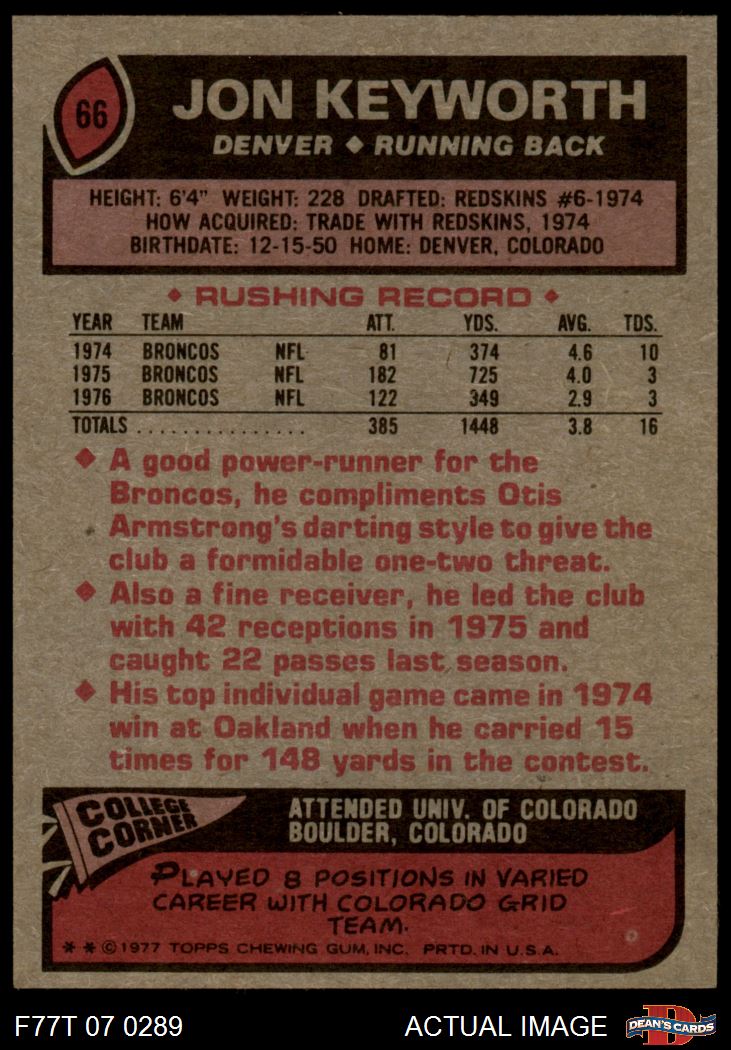 66
JON KEYWORTH
DENVER ◆ RUNNING BACK
HEIGHT: 6'4" WEIGHT: 228 DRAFTED: REDSKINS #6-1974
HOW ACQUIRED: TRADE WITH REDSKINS, 1974
BIRTHDATE: 12-15-50 HOME: DENVER, COLORADO
◆ RUSHING RECORD ◆
YEAR TEAM ATT. YDS. AVG. TDS.
1974 BRONCOS NFL 81 374 4.6 10
1975 BRONCOS NFL 182 725 4.0 3
1976 BRONCOS NFL 122 349 2.9 3
TOTALS ............... 385 1448 3.8 16
◆ A good power-runner for the
Broncos, he compliments Otis
Armstrong's darting style to give the
club a formidable one-two threat.
◆ Also a fine receiver, he led the club
with 42 receptions in 1975 and
caught 22 passes last season.
◆ His top individual game came in 1974
win at Oakland when he carried 15
times for 148 yards in the contest.
COLLEGE
CORNER
ATTENDED UNIV. OF COLORADO
BOULDER, COLORADO
PLAYED 8 POSITIONS IN VARIED
CAREER WITH COLORADO GRID
TEAM.
* * © 1977 TOPPS CHEWING GUM, INC. PRTD. IN U.S.A.
F77T 07 0289 ACTUAL IMAGE
D
DEAN'S CARDS